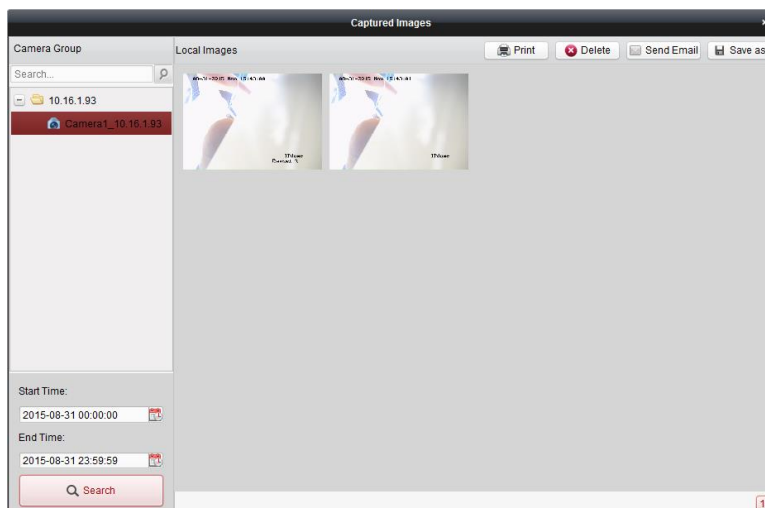 Captured Images
Camera Group
Local Images
Print
Delete
Send Email
Save as
Search...
10.16.1.93
Camera1_10.16.1.93
Start Time:
2015-08-31 00:00:00
End Time:
2015-08-31 23:59:59
Search
1